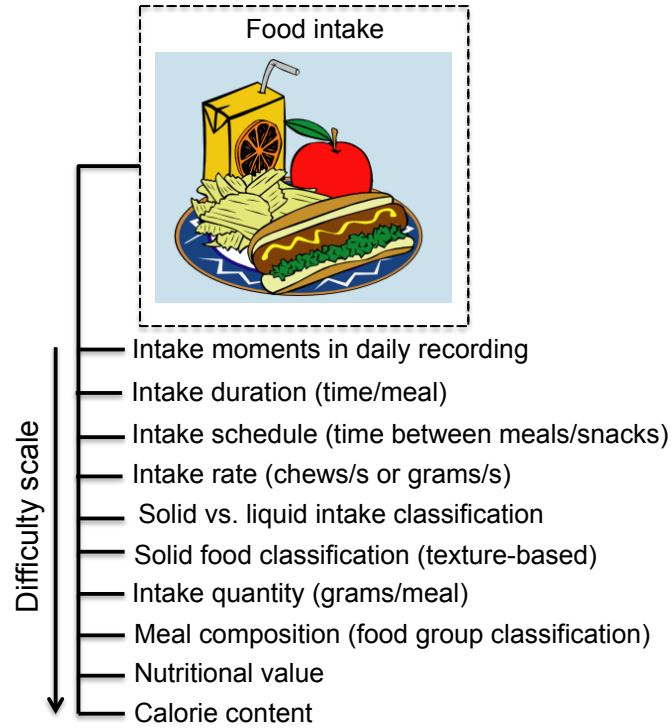 Food intake
Intake moments in daily recording
Intake duration (time/meal)
Intake schedule (time between meals/snacks)
Intake rate (chews/s or grams/s)
Solid vs. liquid intake classification
Solid food classification (texture-based)
Intake quantity (grams/meal)
Meal composition (food group classification)
Nutritional value
Calorie content
Difficulty scale